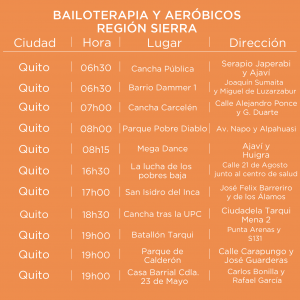 BAILOTERAPIA Y AERÓBICOS
REGIÓN SIERRA
Ciudad Hora Lugar Dirección
Quito 06h30 Cancha Pública Serapio Japerabi y Ajaví
Quito 06h30 Barrio Dammer 1 Joaquín Sumaita y Miguel de Luzarzabur
Quito 07h00 Cancha Carcelén Calle Alejandro Ponce y G. Duarte
Quito 08h00 Parque Pobre Diablo Av. Napo y Alpahuasi
Quito 08h15 Mega Dance Ajaví y Huigra
Quito 16h30 La lucha de los pobres baja Calle 21 de Agosto junto al centro de salud
Quito 17h00 San Isidro del Inca José Felix Barreriro y de los Alamos
Quito 18h30 Cancha tras la UPC Ciudadela Tarqui Mena 2
Quito 19h00 Batallón Tarqui Punta Arenas y S131
Quito 19h00 Parque de Calderón Calle Carapungo y José Guarderas
Quito 19h00 Casa Barrial Cdla. 23 de Mayo Carlos Bonilla y Rafael García